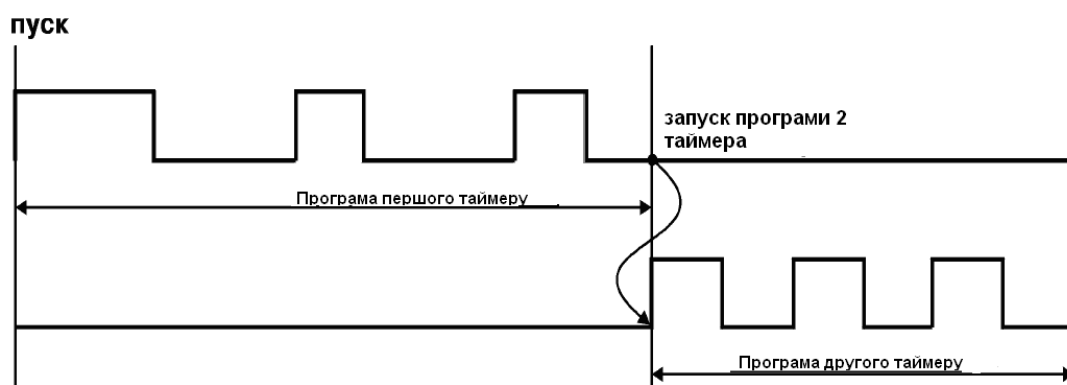 пуск
запуск програми 2
таймера
Програма першого таймеру
Програма другого таймеру